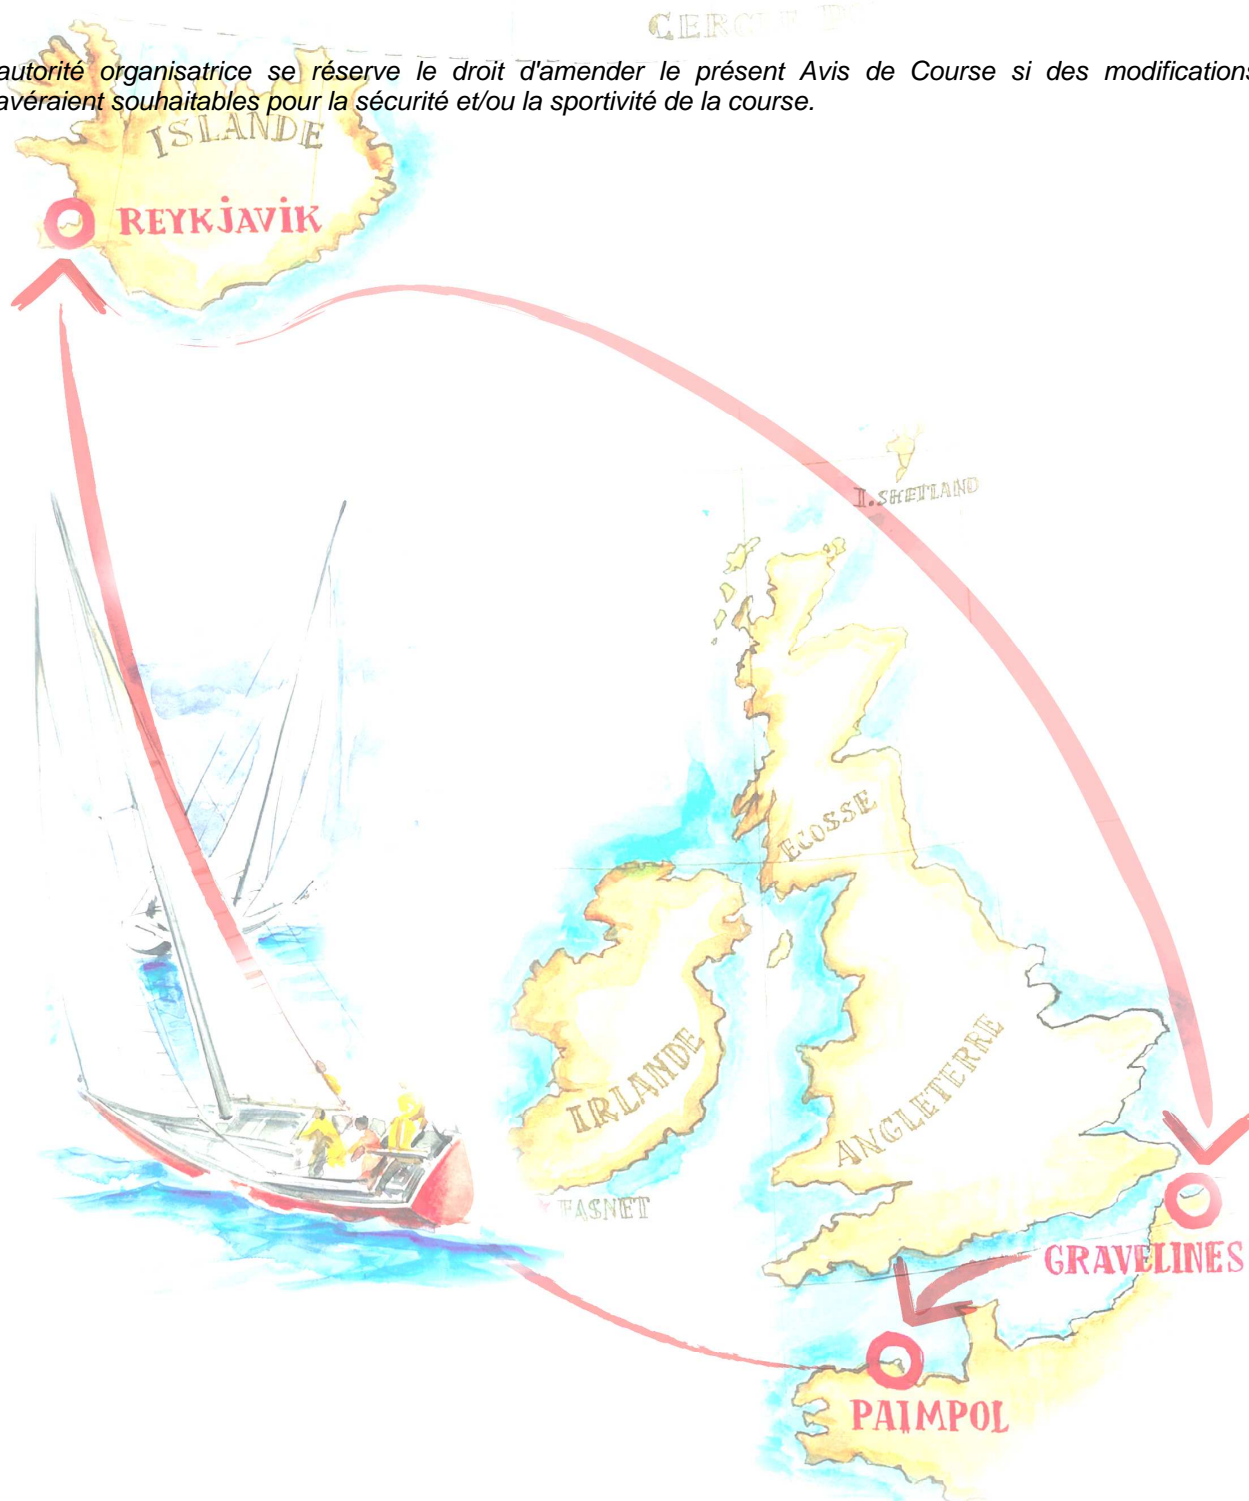 CERCLE P
autorité organisatrice se réserve le droit d'amender le présent Avis de Course si des modifications
avéraient souhaitables pour la sécurité et/ou la sportivité de la course.
ISLANDE
REYKJAVIK
I. SHETLAND
ECOSSE
IRLANDE
ANGLETERRE
FASNET
GRAVELINES
PAIMPOL